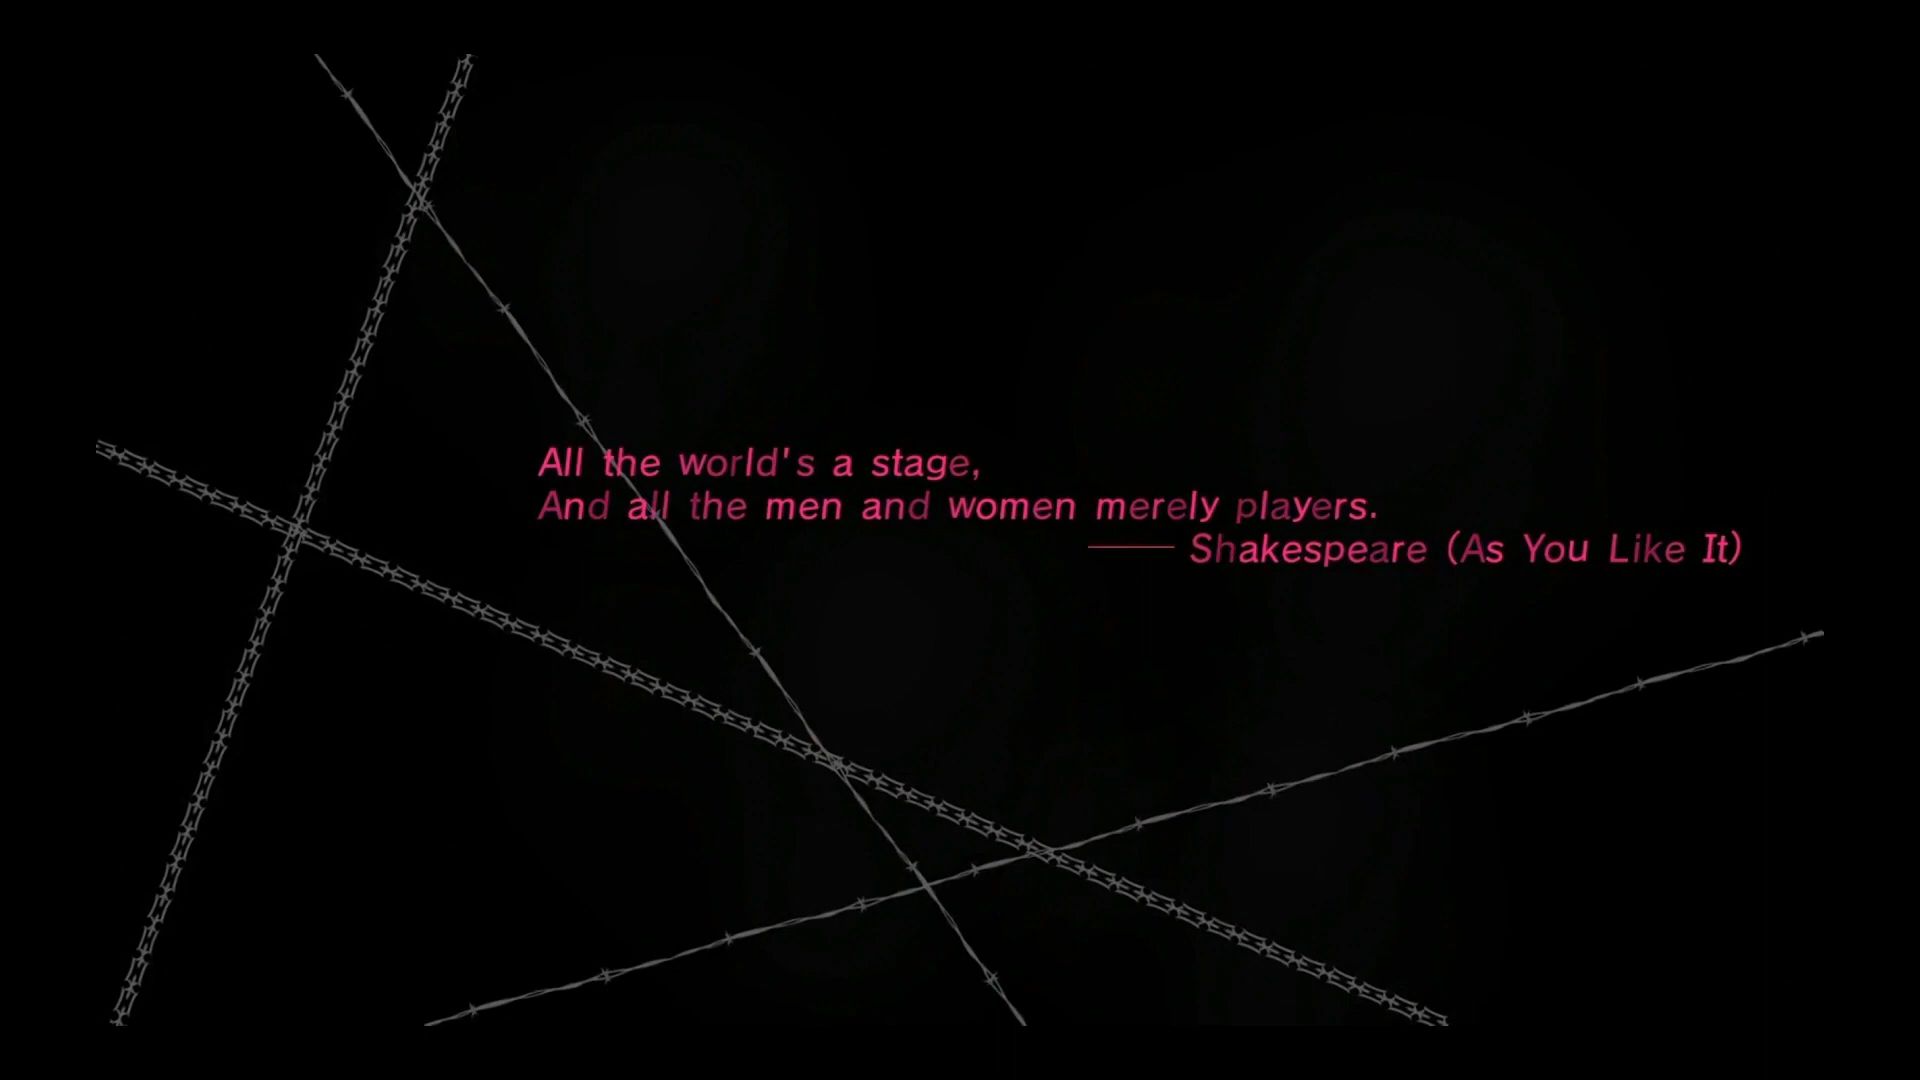 All the world's a stage,
And all the men and women merely players.
—— Shakespeare (As You Like It)